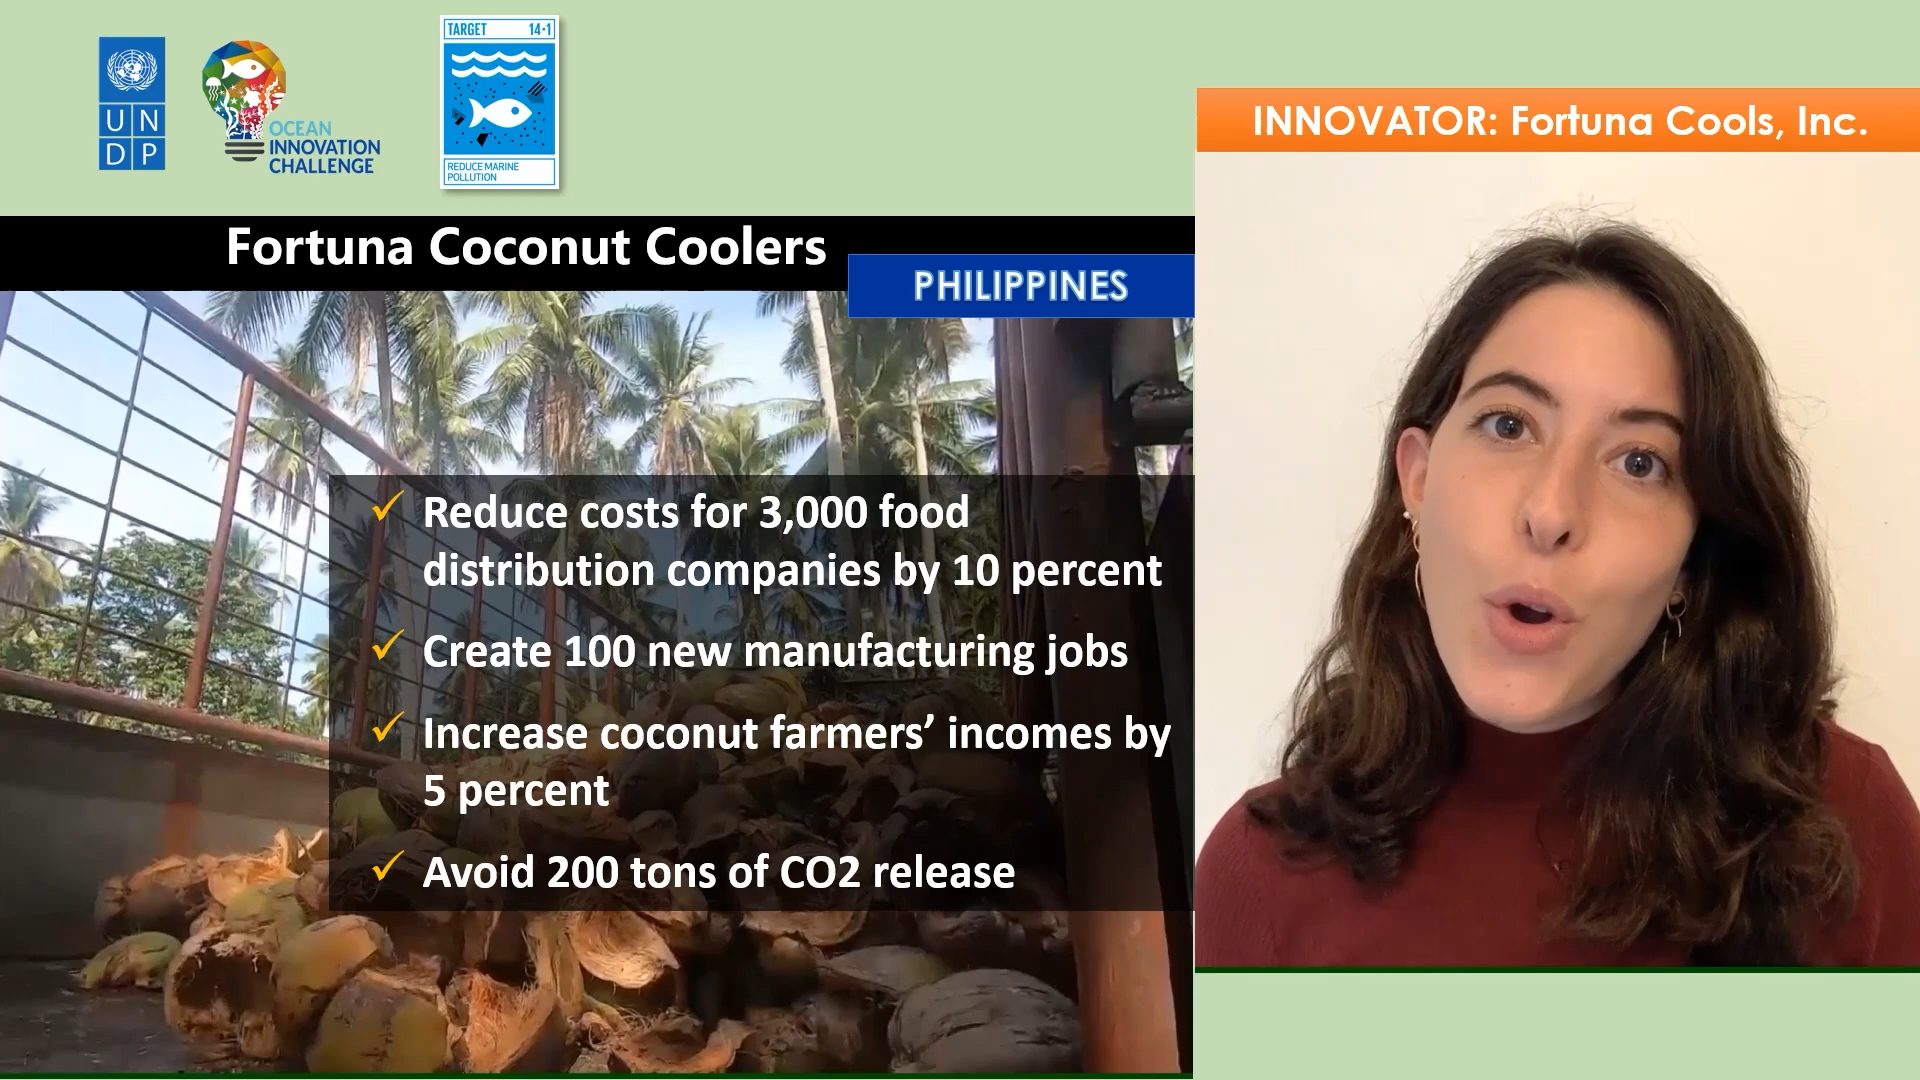 UN
DP
OCEAN
INNOVATION
CHALLENGE
TARGET 14·1
REDUCE MARINE
POLLUTION
INNOVATOR: Fortuna Cools, Inc.
Fortuna Coconut Coolers
PHILIPPINES
✓ Reduce costs for 3,000 food
distribution companies by 10 percent
✓ Create 100 new manufacturing jobs
✓ Increase coconut farmers’ incomes by
5 percent
✓ Avoid 200 tons of CO2 release